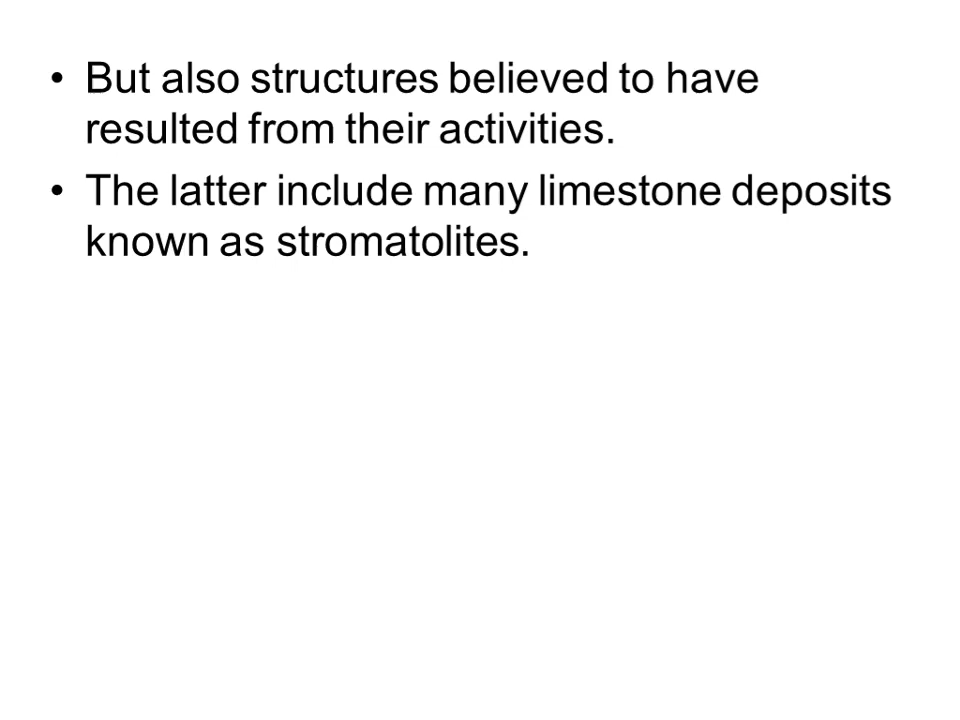 • But also structures believed to have
resulted from their activities.
• The latter include many limestone deposits
known as stromatolites.